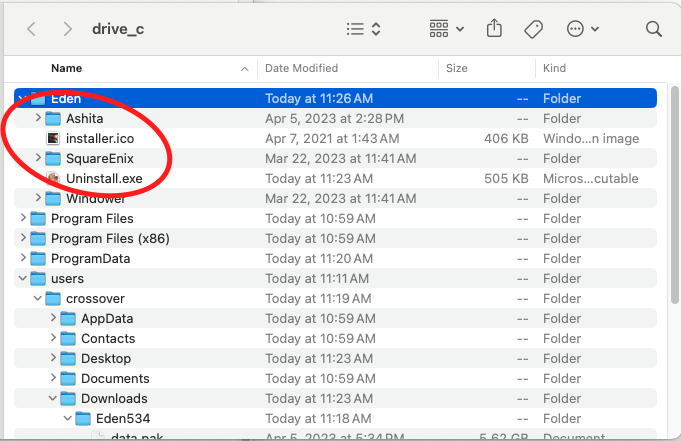 drive_c
Name Date Modified Size Kind
Eden Today at 11:26 AM -- Folder
Ashita Apr 5, 2023 at 2:28 PM -- Folder
installer.ico Apr 7, 2021 at 1:43 AM 406 KB Windo...n image
SquareEnix Mar 22, 2023 at 11:41 AM -- Folder
Uninstall.exe Today at 11:23 AM 505 KB Micros...cutable
Windower Mar 22, 2023 at 11:41 AM -- Folder
Program Files Today at 10:59 AM -- Folder
Program Files (x86) Today at 10:59 AM -- Folder
ProgramData Today at 11:20 AM -- Folder
users Today at 11:11 AM -- Folder
crossover Today at 11:19 AM -- Folder
AppData Today at 10:59 AM -- Folder
Contacts Today at 10:59 AM -- Folder
Desktop Today at 11:23 AM -- Folder
Documents Today at 10:59 AM -- Folder
Downloads Today at 11:23 AM -- Folder
Eden534 Today at 11:18 AM -- Folder
data.pak Apr 5, 2023 at 5:34 PM 5.62 GB Document